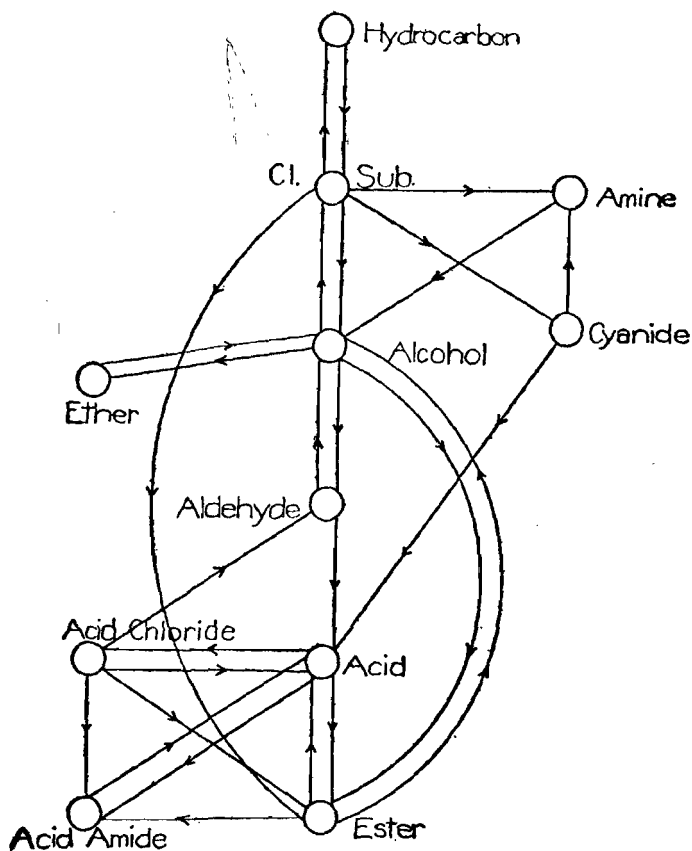 Hydrocarbon
Cl. Sub.
Amine
Cyanide
Alcohol
Ether
Aldehyde
Acid Chloride
Acid
Acid Amide
Ester